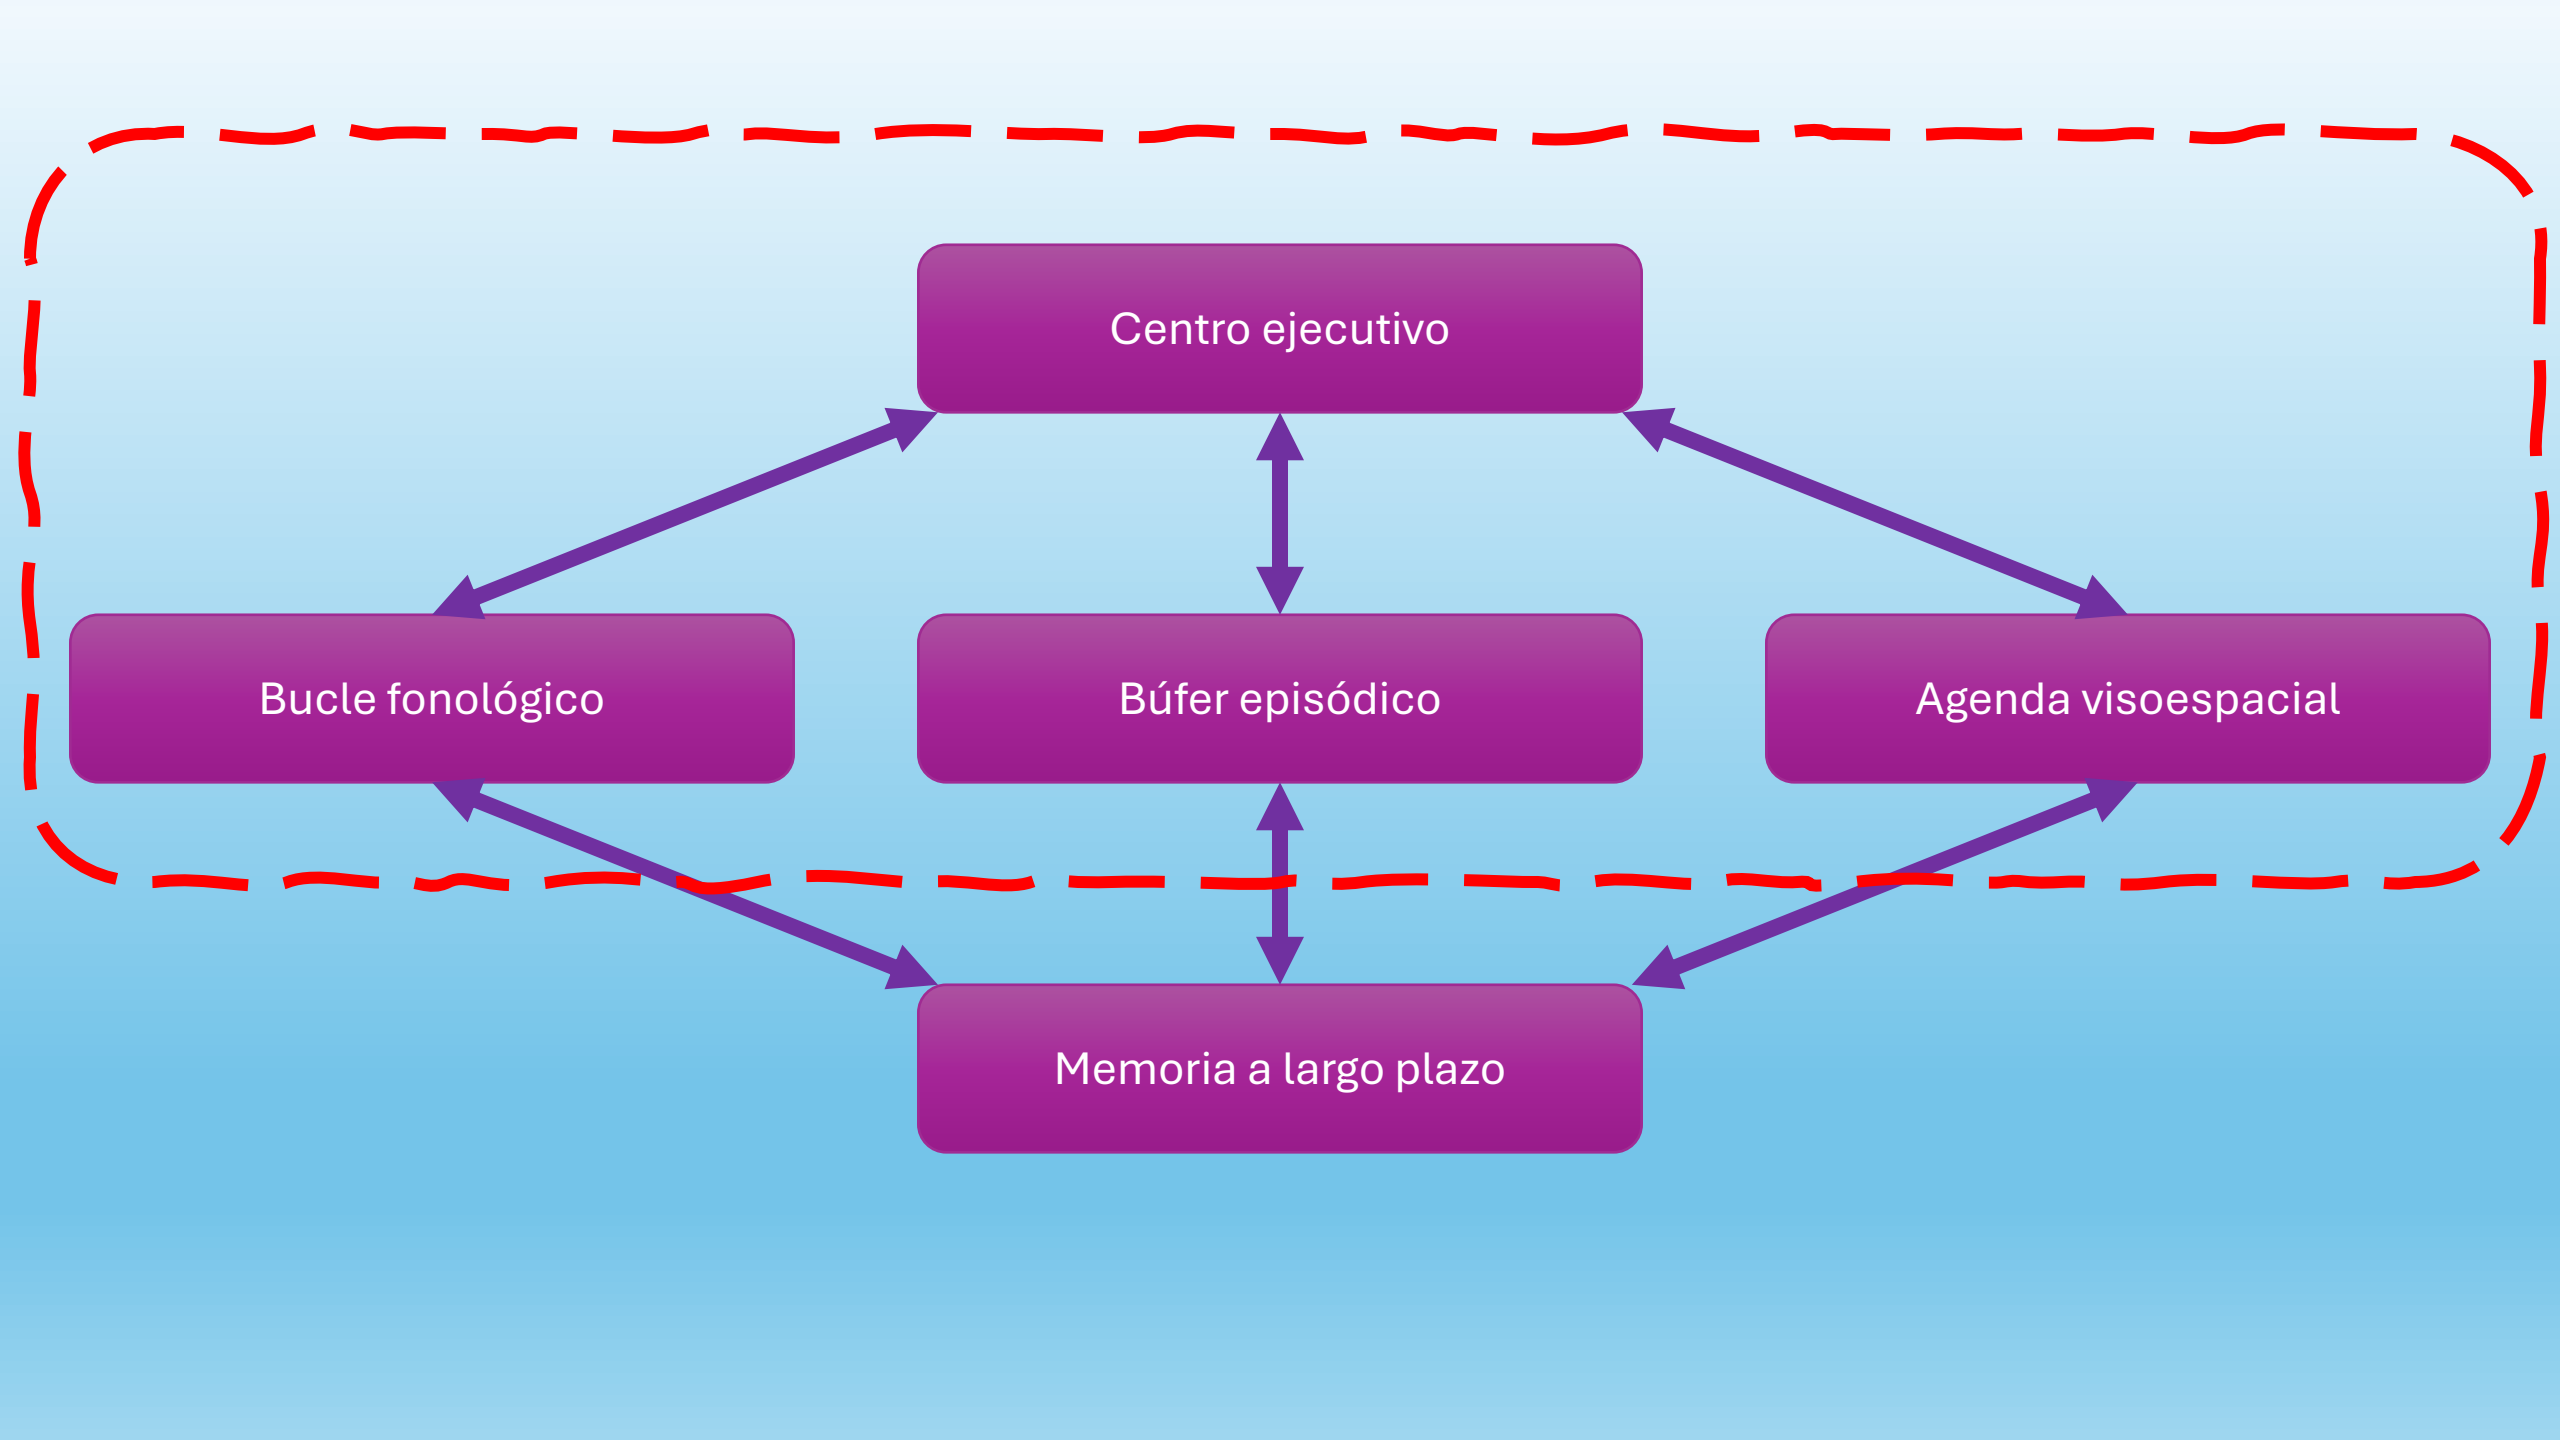 Centro ejecutivo
Bucle fonológico
Búfer episódico
Agenda visoespacial
Memoria a largo plazo